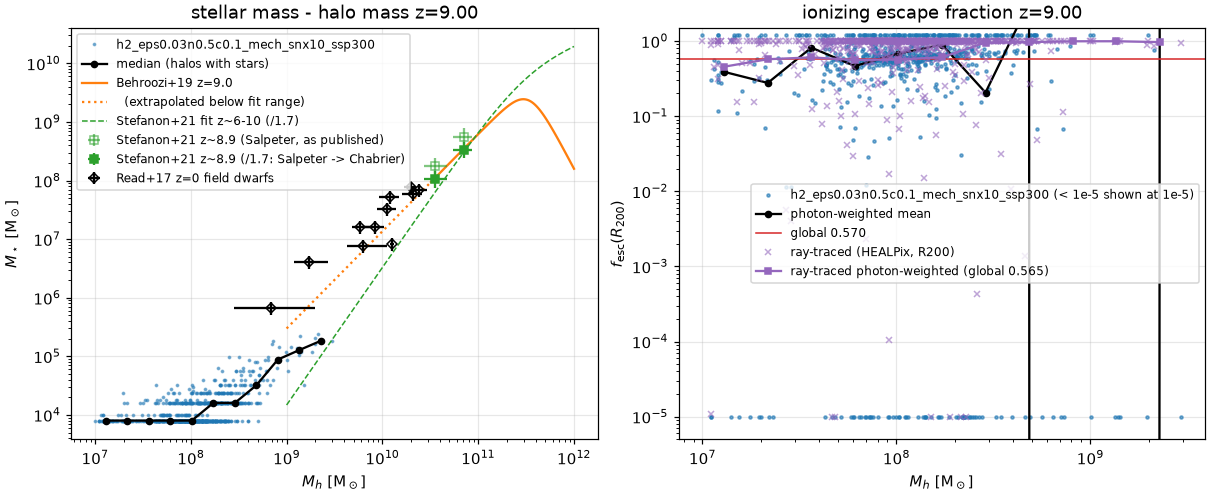 stellar mass - halo mass z=9.00
h2_eps0.03n0.5c0.1_mech_snx10_ssp300
median (halos with stars)
Behroozi+19 z=9.0
(extrapolated below fit range)
Stefanon+21 fit z~6-10 (/1.7)
Stefanon+21 z~8.9 (Salpeter, as published)
Stefanon+21 z~8.9 (/1.7: Salpeter -> Chabrier)
Read+17 z=0 field dwarfs
10^10
10^9
10^8
10^7
10^6
10^5
10^4
M⋆ [M⊙]
10^7
10^8
10^9
10^10
10^11
10^12
M_h [M⊙]
ionizing escape fraction z=9.00
h2_eps0.03n0.5c0.1_mech_snx10_ssp300 (< 1e-5 shown at 1e-5)
photon-weighted mean
global 0.570
ray-traced (HEALPix, R200)
ray-traced photon-weighted (global 0.565)
10^0
10^−1
10^−2
10^−3
10^−4
10^−5
f_esc(R_200)
10^7
10^8
10^9
M_h [M⊙]